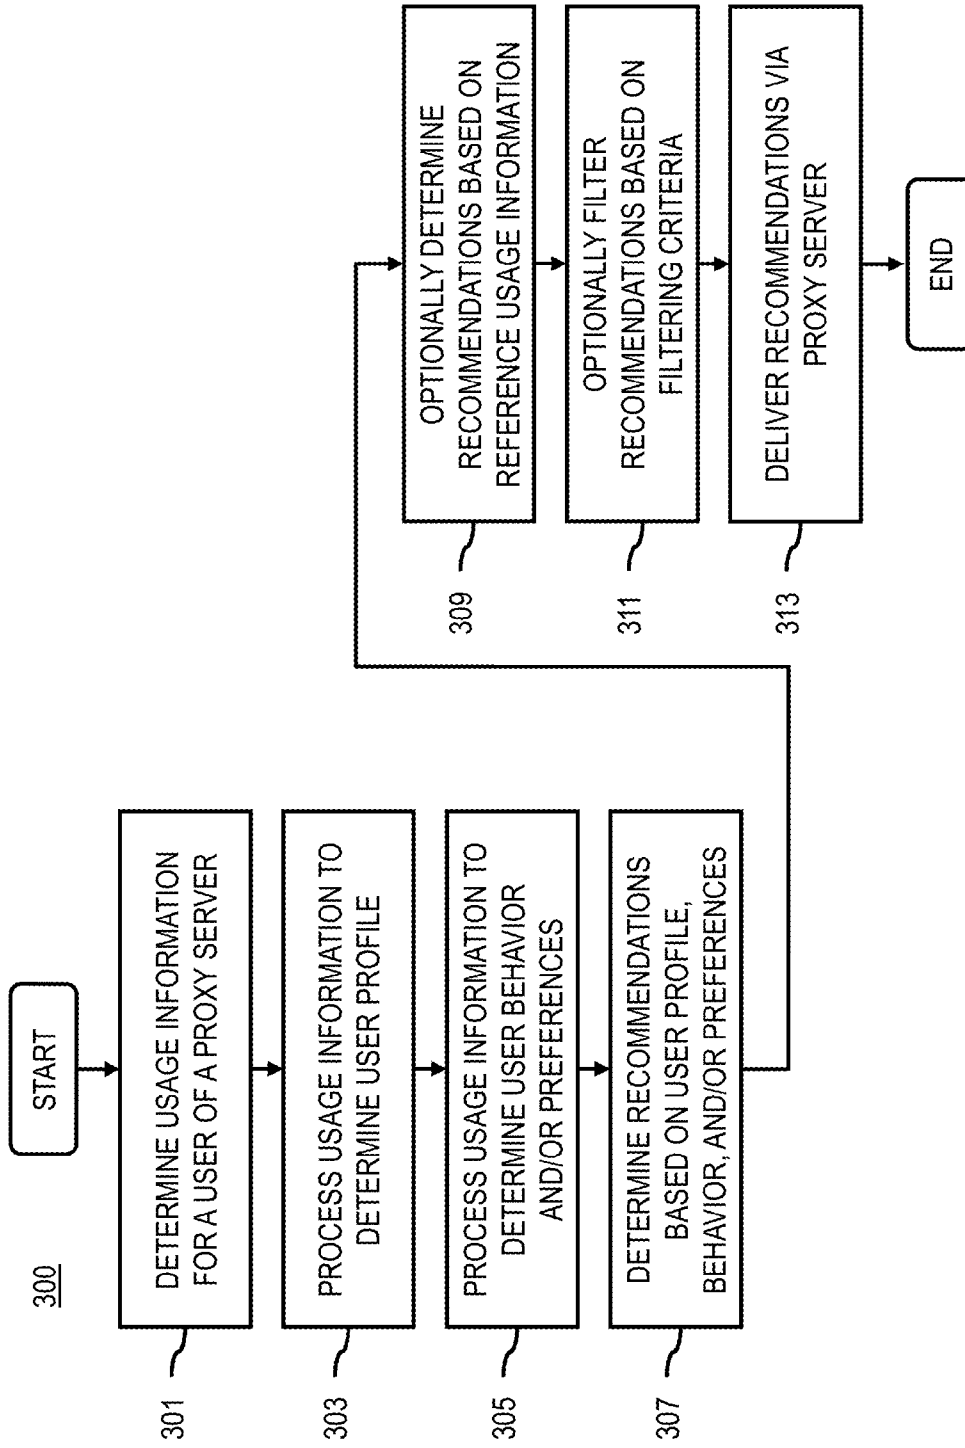 300
START
DETERMINE USAGE INFORMATION
FOR A USER OF A PROXY SERVER
301
PROCESS USAGE INFORMATION TO
DETERMINE USER PROFILE
303
PROCESS USAGE INFORMATION TO
DETERMINE USER BEHAVIOR
AND/OR PREFERENCES
305
DETERMINE RECOMMENDATIONS
BASED ON USER PROFILE,
BEHAVIOR, AND/OR PREFERENCES
307
OPTIONALLY DETERMINE
RECOMMENDATIONS BASED ON
REFERENCE USAGE INFORMATION
309
OPTIONALLY FILTER
RECOMMENDATIONS BASED ON
FILTERING CRITERIA
311
DELIVER RECOMMENDATIONS VIA
PROXY SERVER
313
END